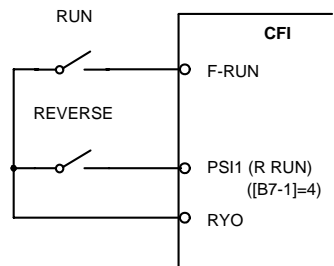 RUN
CFI
F-RUN
REVERSE
PSI1 (R RUN)
([B7-1]=4)
RYO